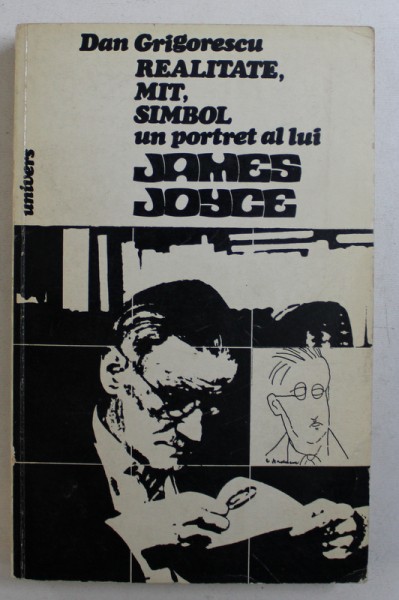 Dan Grigorescu
REALITATE,
MIT,
SIMBOL
un portret al lui
JAMES
JOYCE
univers